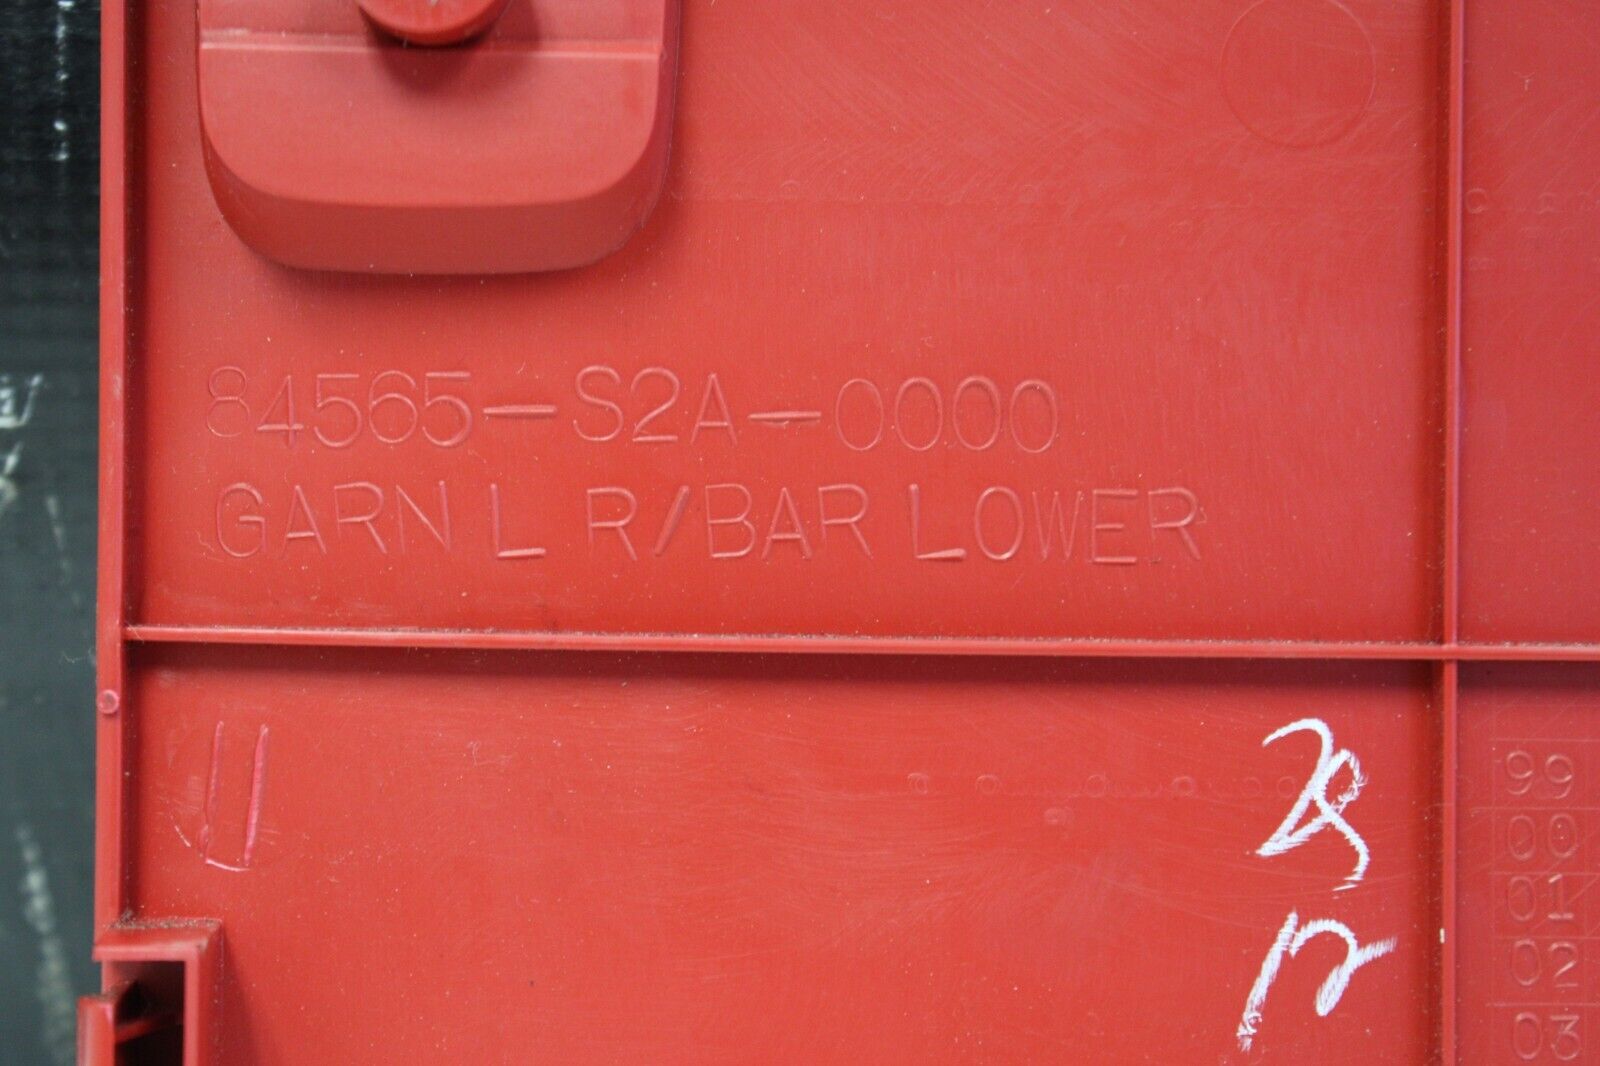 84565-S2A-0000
GARN L R/BAR LOWER
99
00
01
02
03